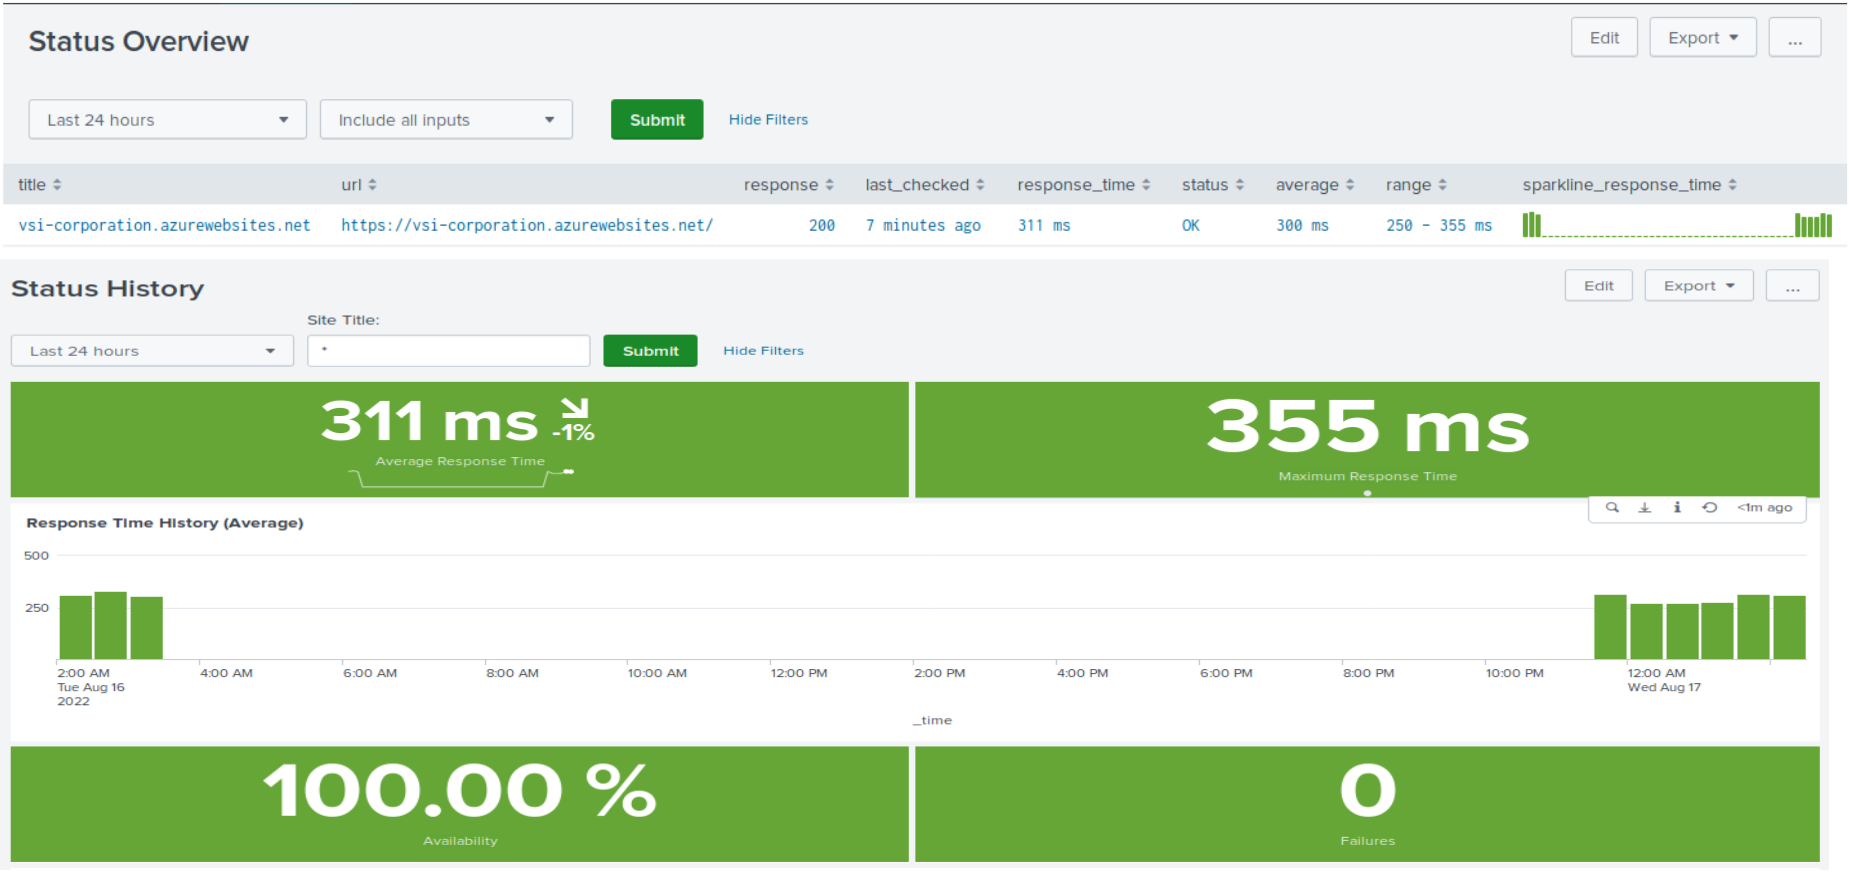 Status Overview
Edit
Export
...
Last 24 hours
Include all inputs
Submit
Hide Filters
title url response last_checked response_time status average range sparkline_response_time
vsi-corporation.azurewebsites.net https://vsi-corporation.azurewebsites.net/ 200 7 minutes ago 311 ms OK 300 ms 250 - 355 ms
Status History
Edit
Export
...
Site Title:
Last 24 hours
*
Submit
Hide Filters
311 ms
-1%
Average Response Time
355 ms
Maximum Response Time
<1m ago
Response Time History (Average)
500
250
2:00 AM 4:00 AM 6:00 AM 8:00 AM 10:00 AM 12:00 PM 2:00 PM 4:00 PM 6:00 PM 8:00 PM 10:00 PM 12:00 AM
Tue Aug 16 Wed Aug 17
2022
_time
100.00 %
Availability
0
Failures